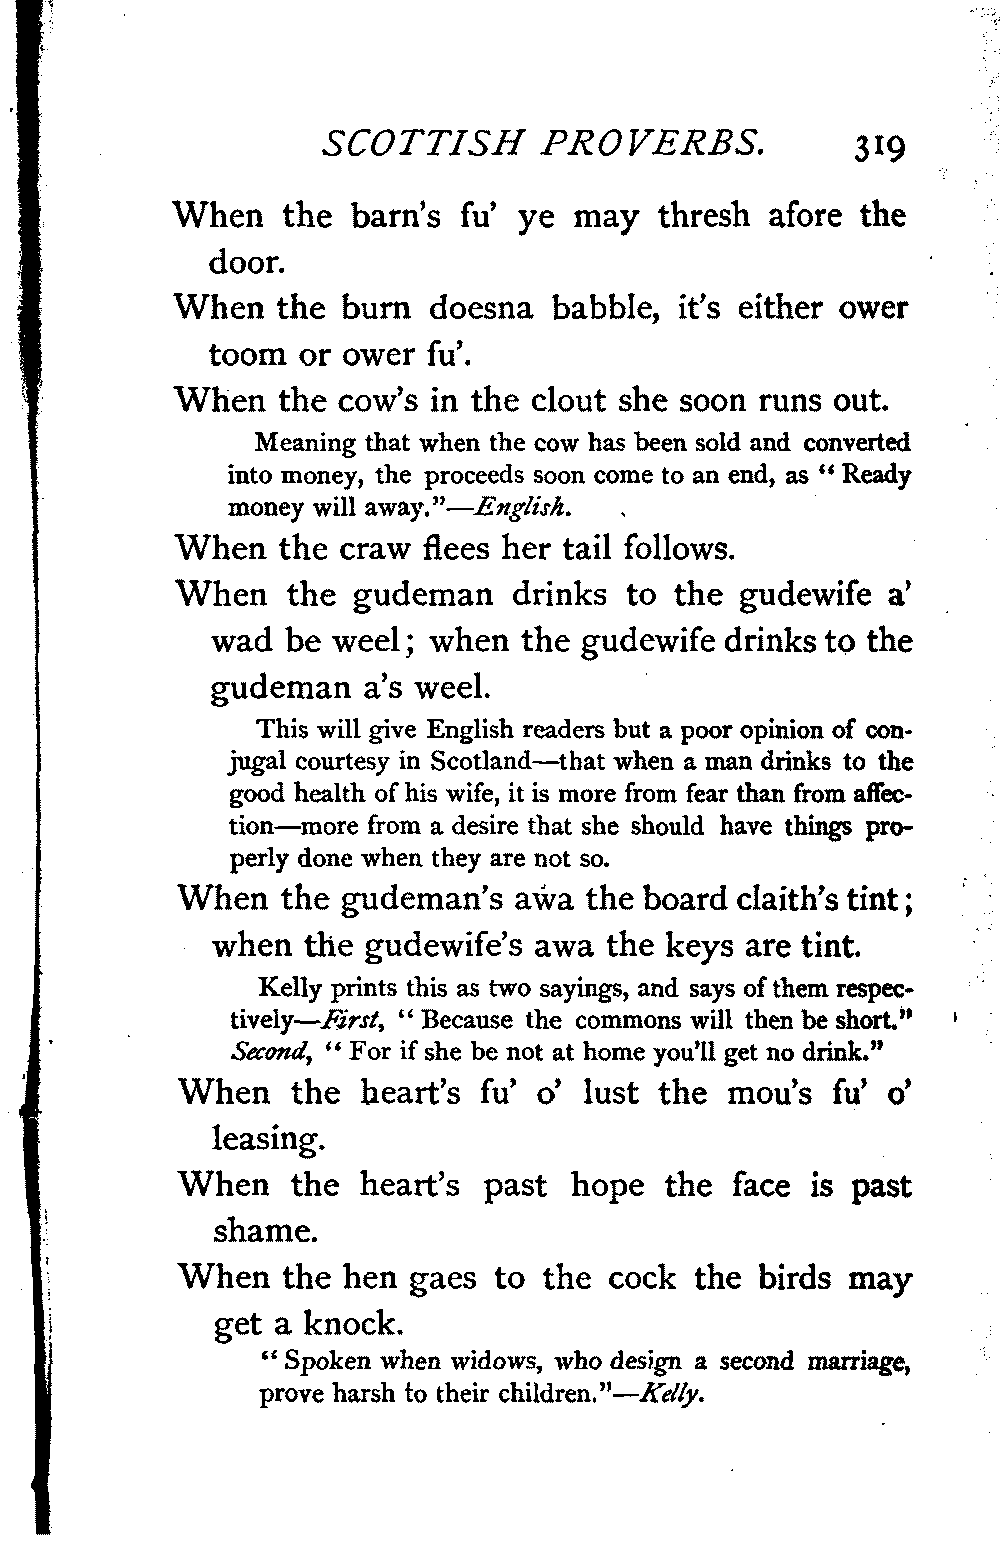 SCOTTISH PROVERBS. 319
When the barn's fu' ye may thresh afore the
door.
When the burn doesna babble, it's either ower
toom or ower fu'.
When the cow's in the clout she soon runs out.
Meaning that when the cow has been sold and converted
into money, the proceeds soon come to an end, as “Ready
money will away.”—English.
When the craw flees her tail follows.
When the gudeman drinks to the gudewife a'
wad be weel; when the gudewife drinks to the
gudeman a's weel.
This will give English readers but a poor opinion of con-
jugal courtesy in Scotland—that when a man drinks to the
good health of his wife, it is more from fear than from affec-
tion—more from a desire that she should have things pro-
perly done when they are not so.
When the gudeman's awa the board claith's tint;
when the gudewife's awa the keys are tint.
Kelly prints this as two sayings, and says of them respec-
tively—First, “Because the commons will then be short.”
Second, “For if she be not at home you'll get no drink.”
When the heart's fu' o' lust the mou's fu' o'
leasing.
When the heart's past hope the face is past
shame.
When the hen gaes to the cock the birds may
get a knock.
“Spoken when widows, who design a second marriage,
prove harsh to their children.”—Kelly.